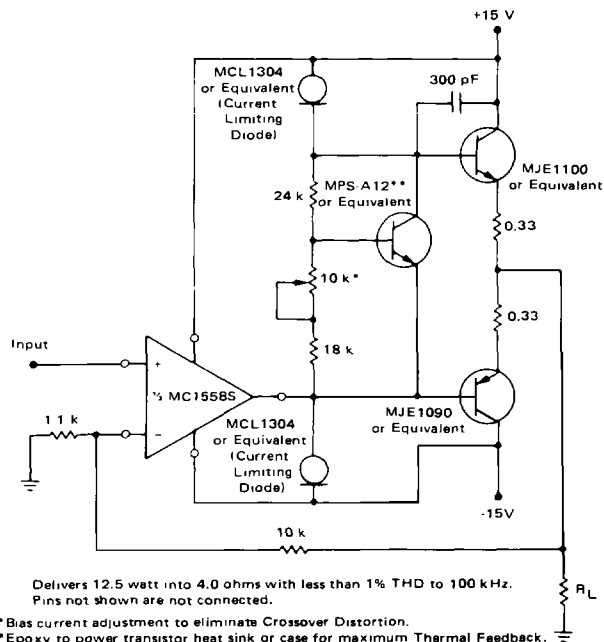 +15 V
MCL1304
or Equivalent
(Current
Limiting
Diode)
300 pF
MJE1100
or Equivalent
24 k
MPS-A12**
or Equivalent
0.33
10 k*
0.33
18 k
Input
+
½ MC1558S
–
MJE1090
or Equivalent
MCL1304
or Equivalent
(Current
Limiting
Diode)
11 k
-15V
10 k
RL
Delivers 12.5 watt into 4.0 ohms with less than 1% THD to 100 kHz.
Pins not shown are not connected.
*Bias current adjustment to eliminate Crossover Distortion.
*Epoxy to power transistor heat sink or case for maximum Thermal Feedback.